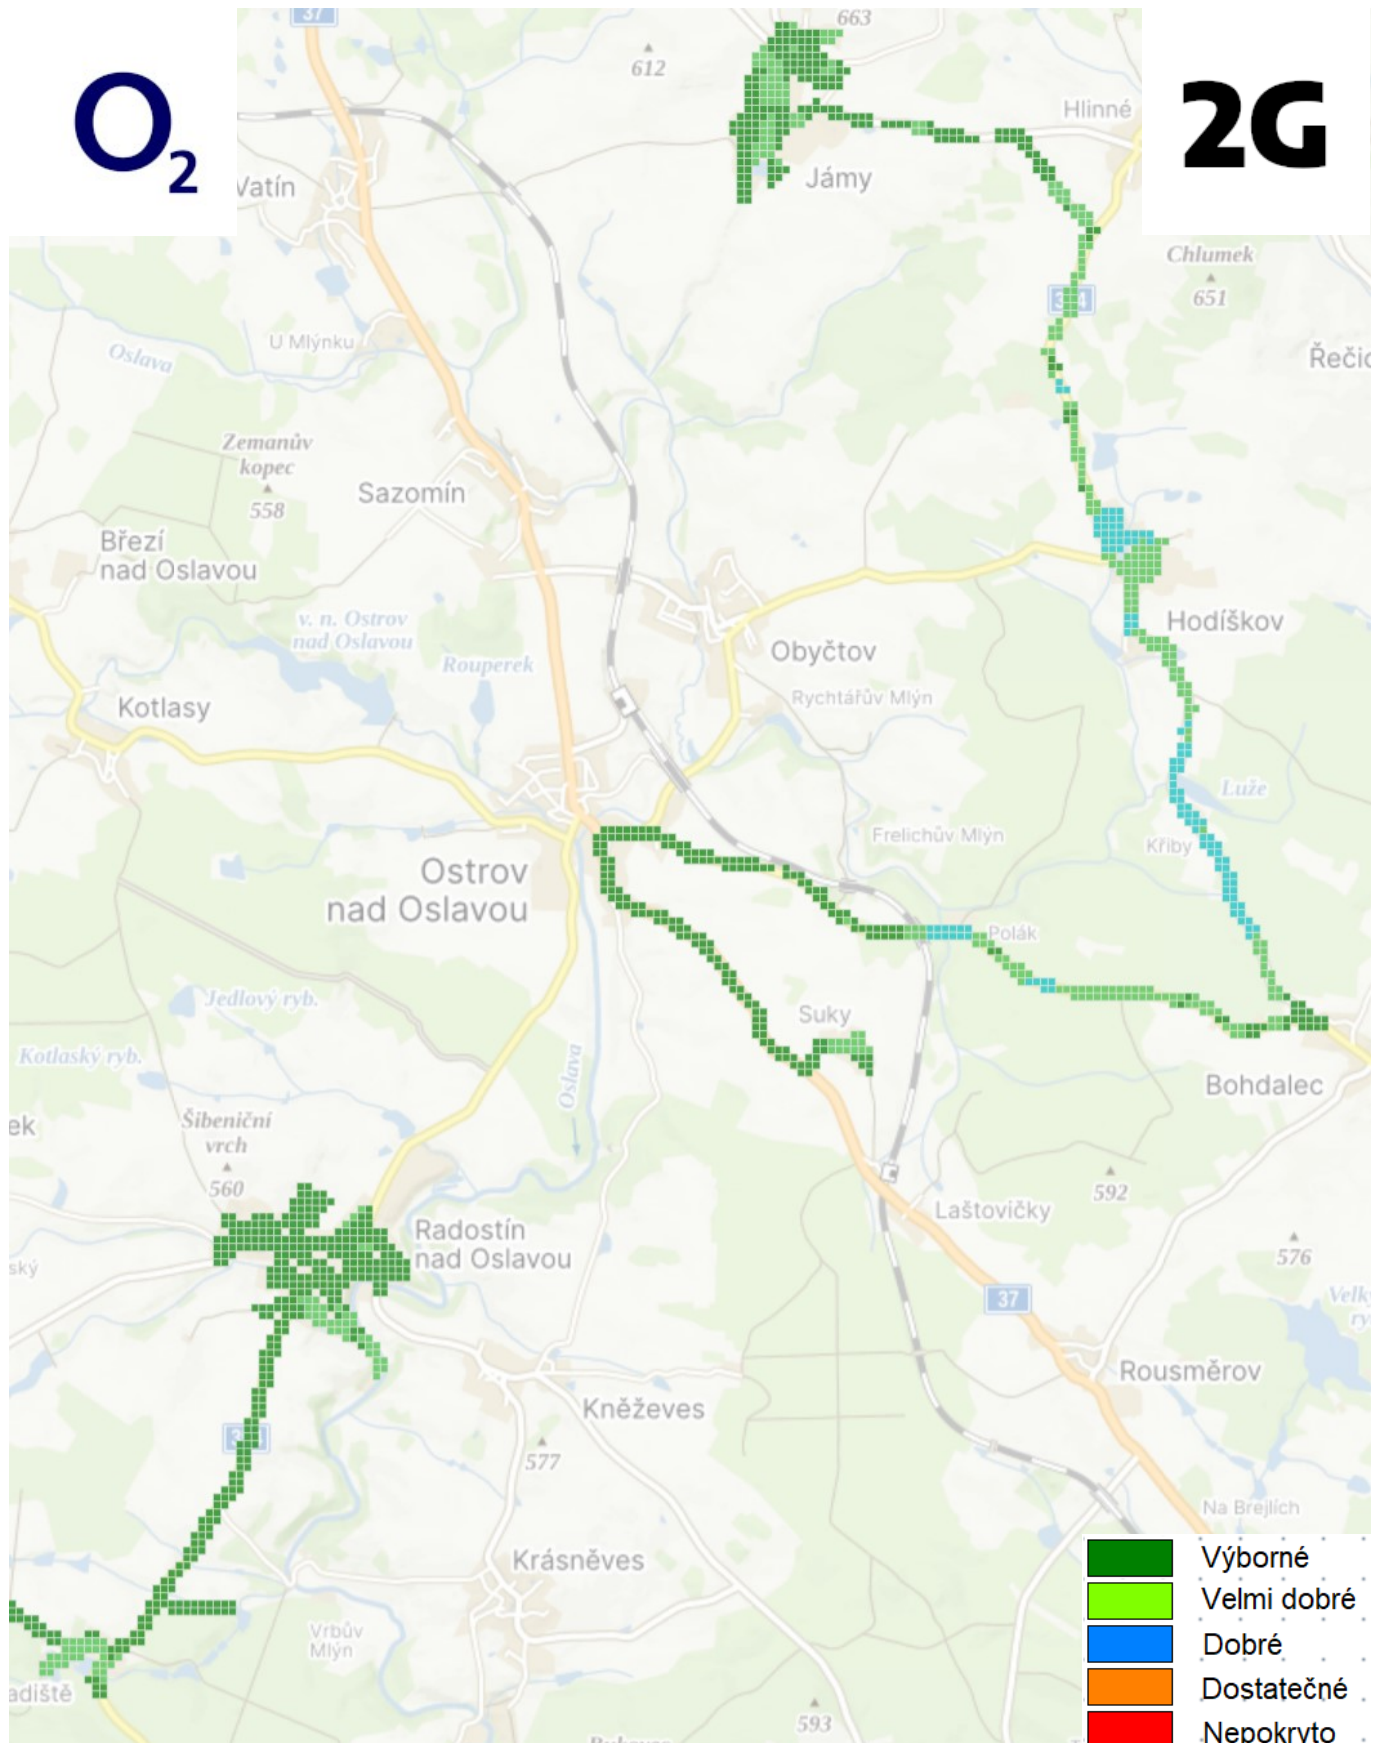 37
663
612
O2
2G
Hlinné
Vatín
Jámy
Chlumek
651
U Mlýnku
Oslava
Zemanův
kopec
558
Sazomín
Březí
nad Oslavou
v. n. Ostrov
nad Oslavou
Rouperek
Hodíškov
Obyčtov
Rychtářův Mlýn
Kotlasy
Luže
Frelichův Mlýn
Křiby
Ostrov
nad Oslavou
Polák
Jedlový ryb.
Suky
Kotlaský ryb.
Oslava
Bohdalec
Šibeniční
vrch
560
592
Laštovičky
Radostín
nad Oslavou
576
37
Rousměrov
Kněževes
577
Na Brejlích
Krásněves
Vrbův
Mlýn
593
Výborné
Velmi dobré
Dobré
Dostatečné
Nepokryto